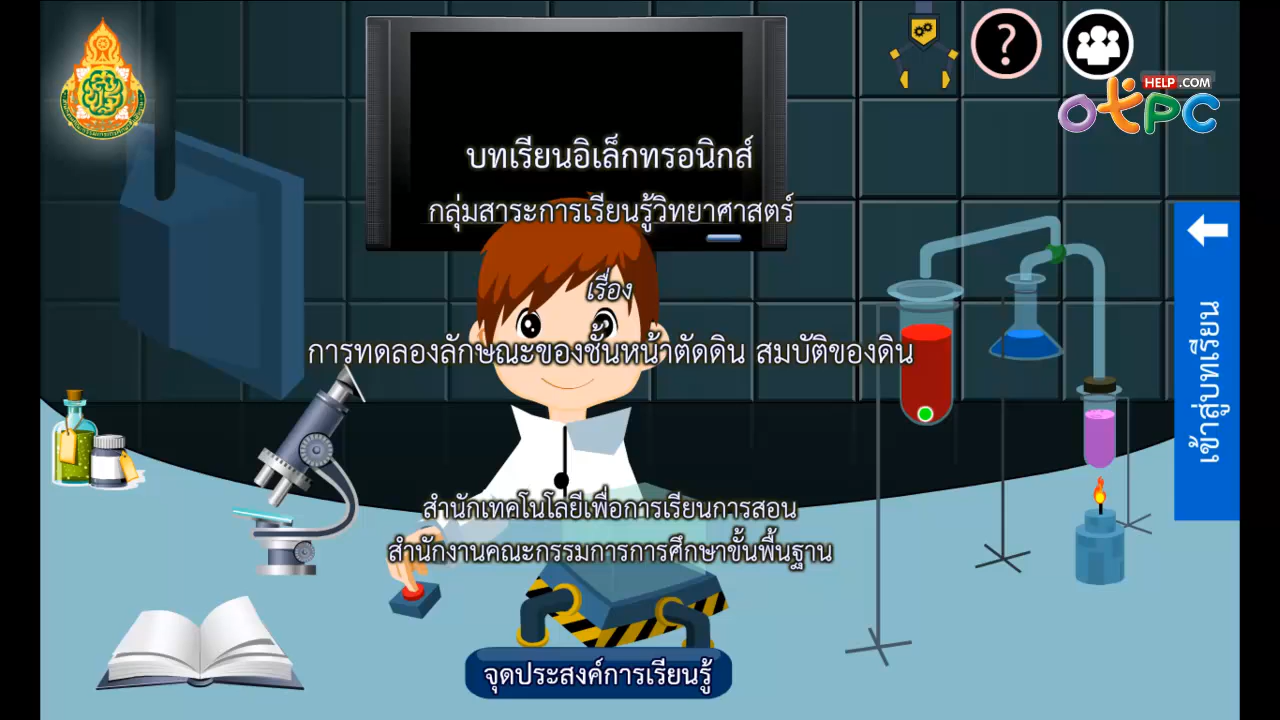 HELP.COM
OTPC
บทเรียนอิเล็กทรอนิกส์
กลุ่มสาระการเรียนรู้วิทยาศาสตร์
เรื่อง
การทดลองลักษณะของชั้นหน้าตัดดิน สมบัติของดิน
สำนักเทคโนโลยีเพื่อการเรียนการสอน
สำนักงานคณะกรรมการการศึกษาขั้นพื้นฐาน
จุดประสงค์การเรียนรู้
เข้าสู่บทเรียน
?